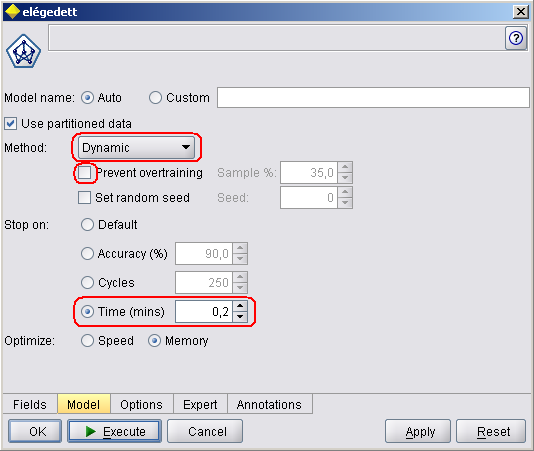 elégedett
?
Model name: Auto Custom
Use partitioned data
Method: Dynamic
Prevent overtraining Sample %: 35,0
Set random seed Seed: 0
Stop on: Default
Accuracy (%) 90,0
Cycles 250
Time (mins) 0,2
Optimize: Speed Memory
Fields Model Options Expert Annotations
OK Execute Cancel Apply Reset